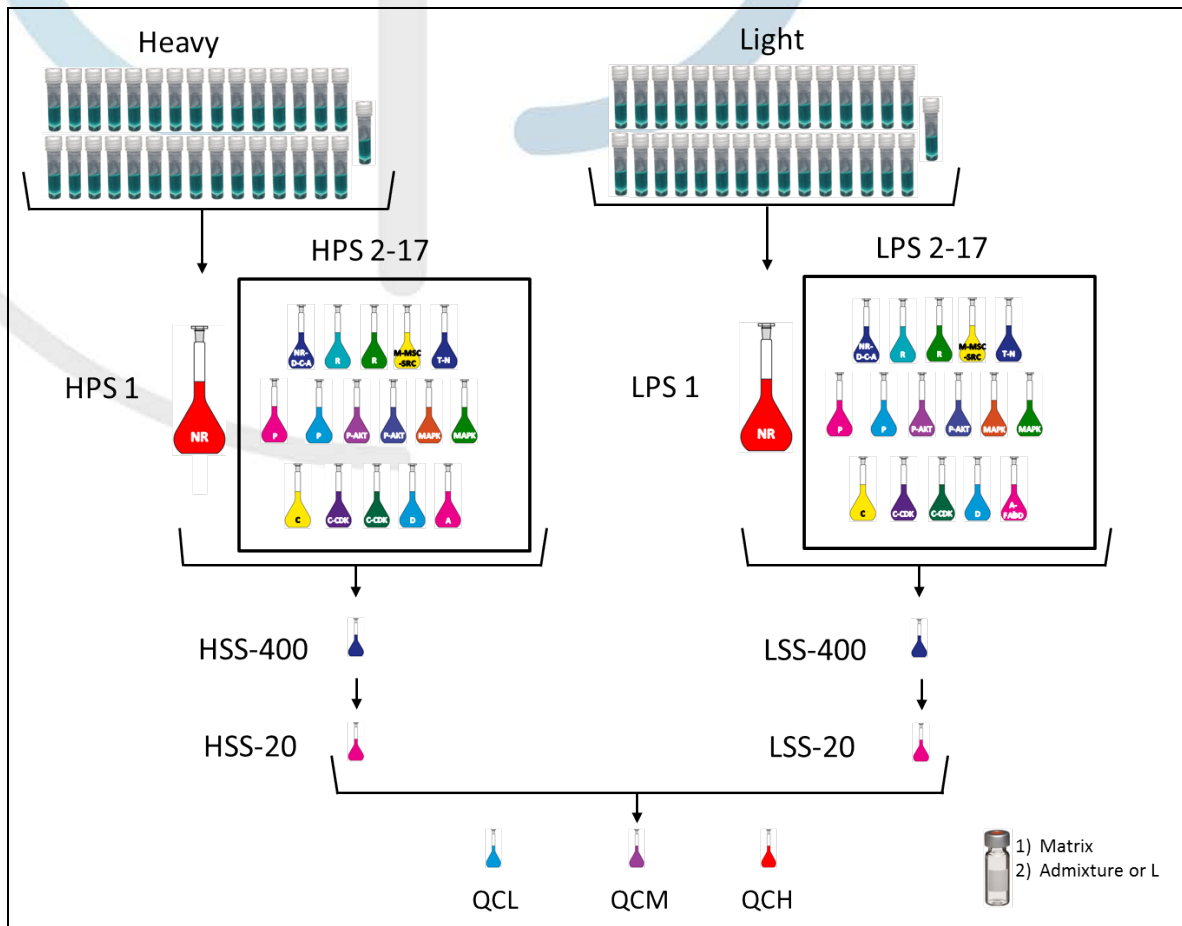 Heavy
Light
HPS 2-17
LPS 2-17
NR-
D-C-A
R
R
M-MSC
-SRC
T-N
NR-
D-C-A
R
R
M-MSC
-SRC
T-N
HPS 1
NR
P
P
P-AKT
P-AKT
MAPK
MAPK
LPS 1
NR
P
P
P-AKT
P-AKT
MAPK
MAPK
C
C-CDK
C-CDK
D
A
C
C-CDK
C-CDK
D
A-
FABD
HSS-400
LSS-400
HSS-20
LSS-20
1) Matrix
2) Admixture or L
QCL
QCM
QCH